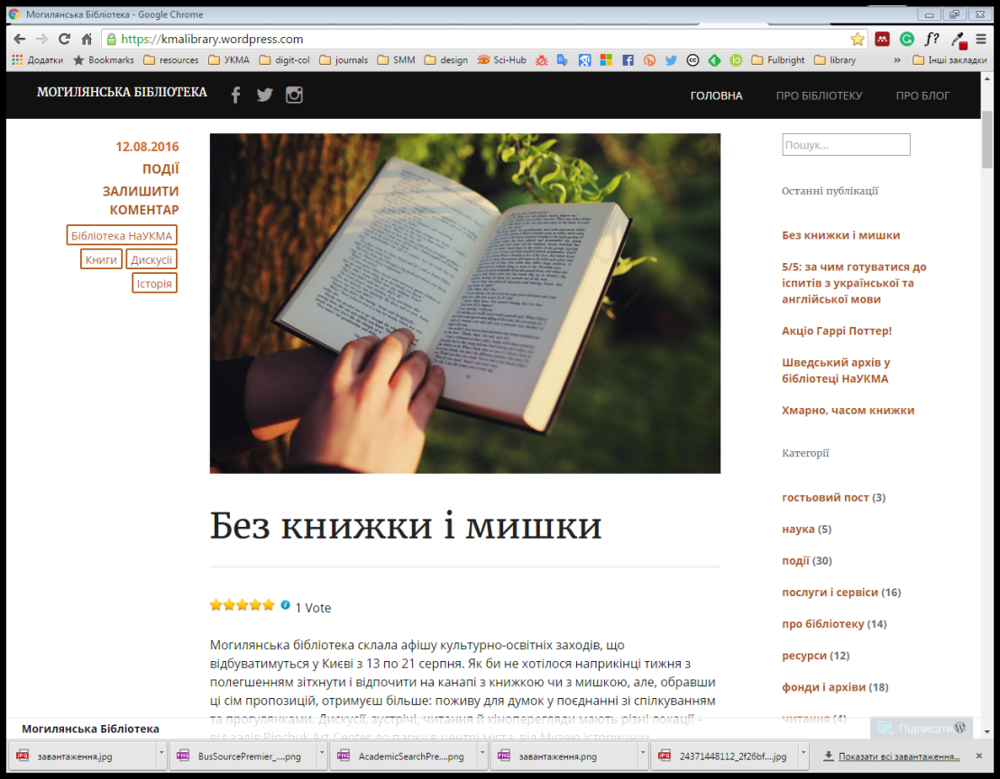 Могилянська Бібліотека - Google Chrome
https://kmalibrary.wordpress.com
Додатки Bookmarks resources УКМА digit-col journals SMM design Sci-Hub Fulbright library » Інші закладки
МОГИЛЯНСЬКА БІБЛІОТЕКА
ГОЛОВНА ПРО БІБЛІОТЕКУ ПРО БЛОГ
12.08.2016
ПОДІЇ
ЗАЛИШИТИ
КОМЕНТАР
Бібліотека НаУКМА
Книги Дискусії
Історія
Без книжки і мишки
1 Vote
Могилянська бібліотека склала афішу культурно-освітніх заходів, що
відбуватимуться у Києві з 13 по 21 серпня. Як би не хотілося наприкінці тижня з
полегшенням зітхнути і відпочити на канапі з книжкою чи з мишкою, але, обравши
ці сім пропозицій, отримуєш більше: поживу для думок у поєднанні зі спілкуванням
та прогулянками. Дискусії, зустрічі, читання й кіноперегляди мають різні локації –
від залів Pinchuk Art Center до парку в центрі міста, від Музею історичних
Пошук...
Останні публікації
Без книжки і мишки
5/5: за чим готуватися до
іспитів з української та
англійської мови
Акціо Гаррі Поттер!
Шведський архів у
бібліотеці НаУКМА
Хмарно, часом книжки
Категорії
гостьовий пост (3)
наука (5)
події (30)
послуги і сервіси (16)
про бібліотеку (14)
ресурси (12)
фонди і архіви (18)
читання (4)
Могилянська Бібліотека
Підписатися
завантаження.jpg
BusSourcePremier_....png
AcademicSearchPre....png
завантаження.png
24371448112_2f26bf...jpg
Показати всі завантаження...